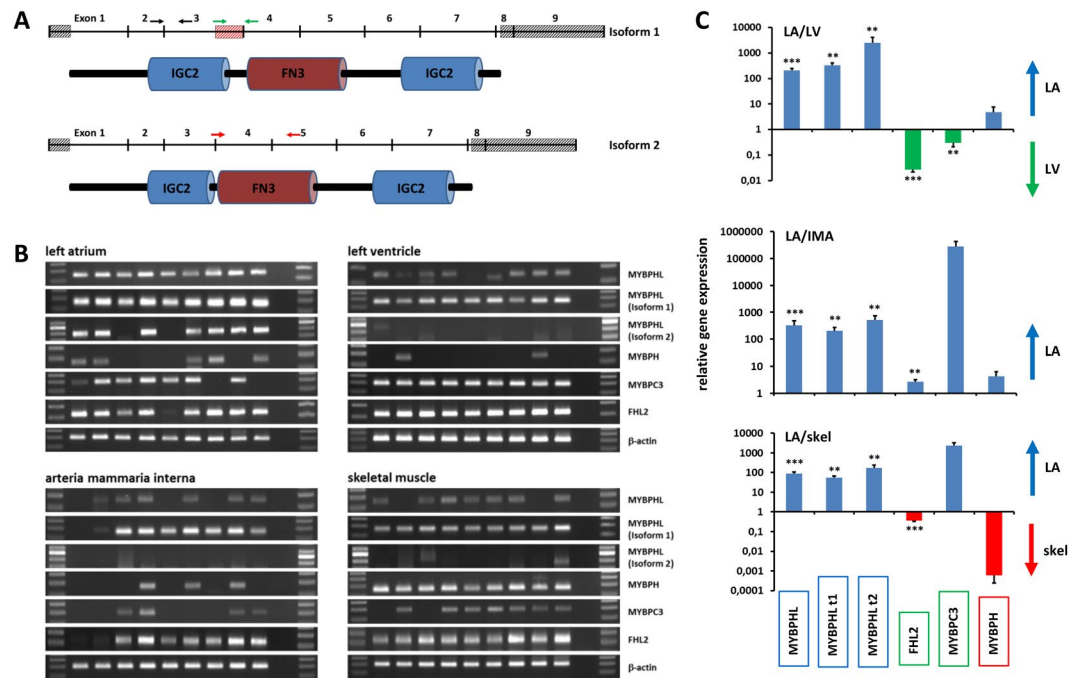 A
Exon 1 2 3 4 5 6 7 8 9
Isoform 1
IGC2 FN3 IGC2
Exon 1 2 3 4 5 6 7 8 9
Isoform 2
IGC2 FN3 IGC2
B
left atrium
left ventricle
MYBPHL
MYBPHL
(Isoform 1)
MYBPHL
(Isoform 2)
MYBPH
MYBPC3
FHL2
β-actin
arteria mammaria interna
skeletal muscle
MYBPHL
MYBPHL
(Isoform 1)
MYBPHL
(Isoform 2)
MYBPH
MYBPC3
FHL2
β-actin
C
relative gene expression
LA/LV
10000
1000
100
10
1
0,1
0,01
*** ** ** *** **
LA
LV
LA/IMA
1000000
100000
10000
1000
100
10
1
*** ** ** **
LA
LA/skel
10000
1000
100
10
1
0,1
0,01
0,001
0,0001
*** ** ** ***
LA
skel
MYBPHL
MYBPHL t1
MYBPHL t2
FHL2
MYBPC3
MYBPH